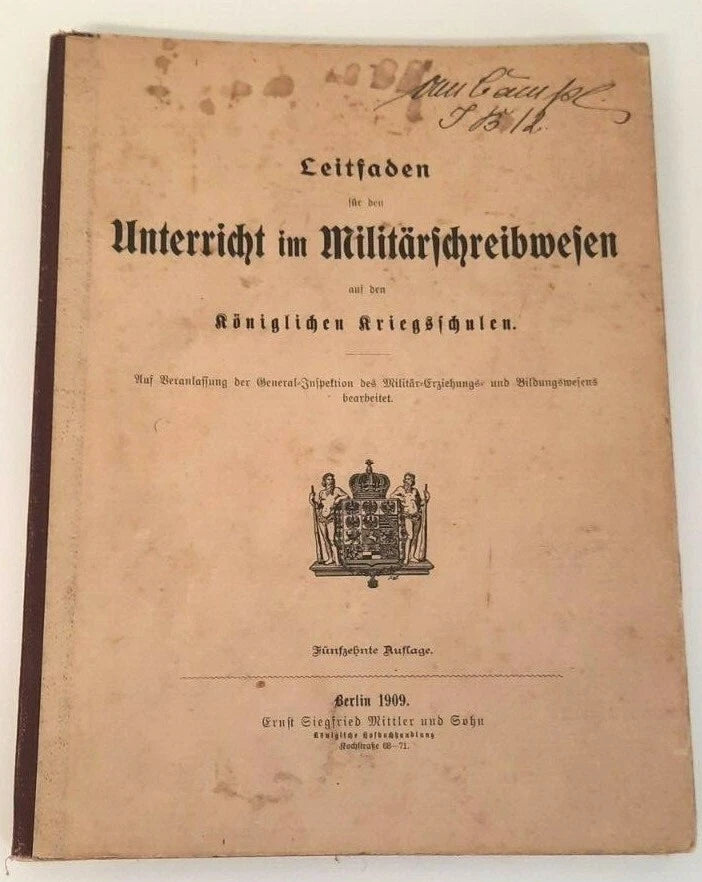 Leitfaden
für den
Unterricht im Militärschreibwesen
auf den
Königlichen Kriegsschulen.
Auf Veranlassung der General-Inspektion des Militär-Erziehungs- und Bildungswesens
bearbeitet.
Fünfzehnte Auflage.
Berlin 1909.
Ernst Siegfried Mittler und Sohn
Königliche Hofbuchhandlung
Kochstraße 68—71.